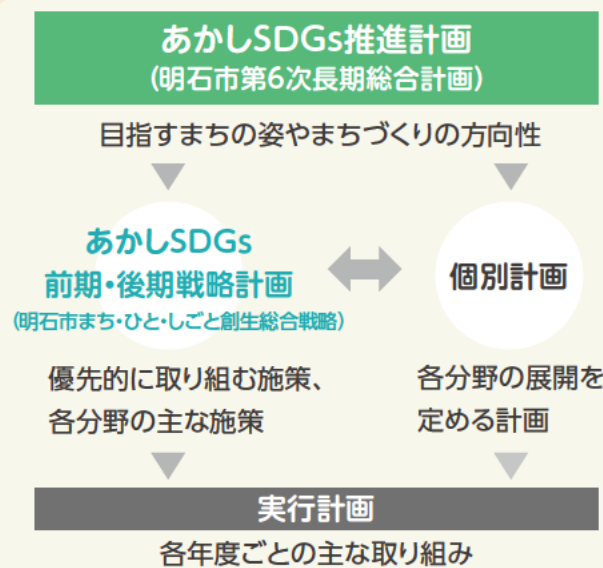 あかしSDGs推進計画
(明石市第6次長期総合計画)
目指すまちの姿やまちづくりの方向性
あかしSDGs
前期・後期戦略計画
(明石市まち・ひと・しごと創生総合戦略)
個別計画
優先的に取り組む施策、
各分野の主な施策
各分野の展開を
定める計画
実行計画
各年度ごとの主な取り組み